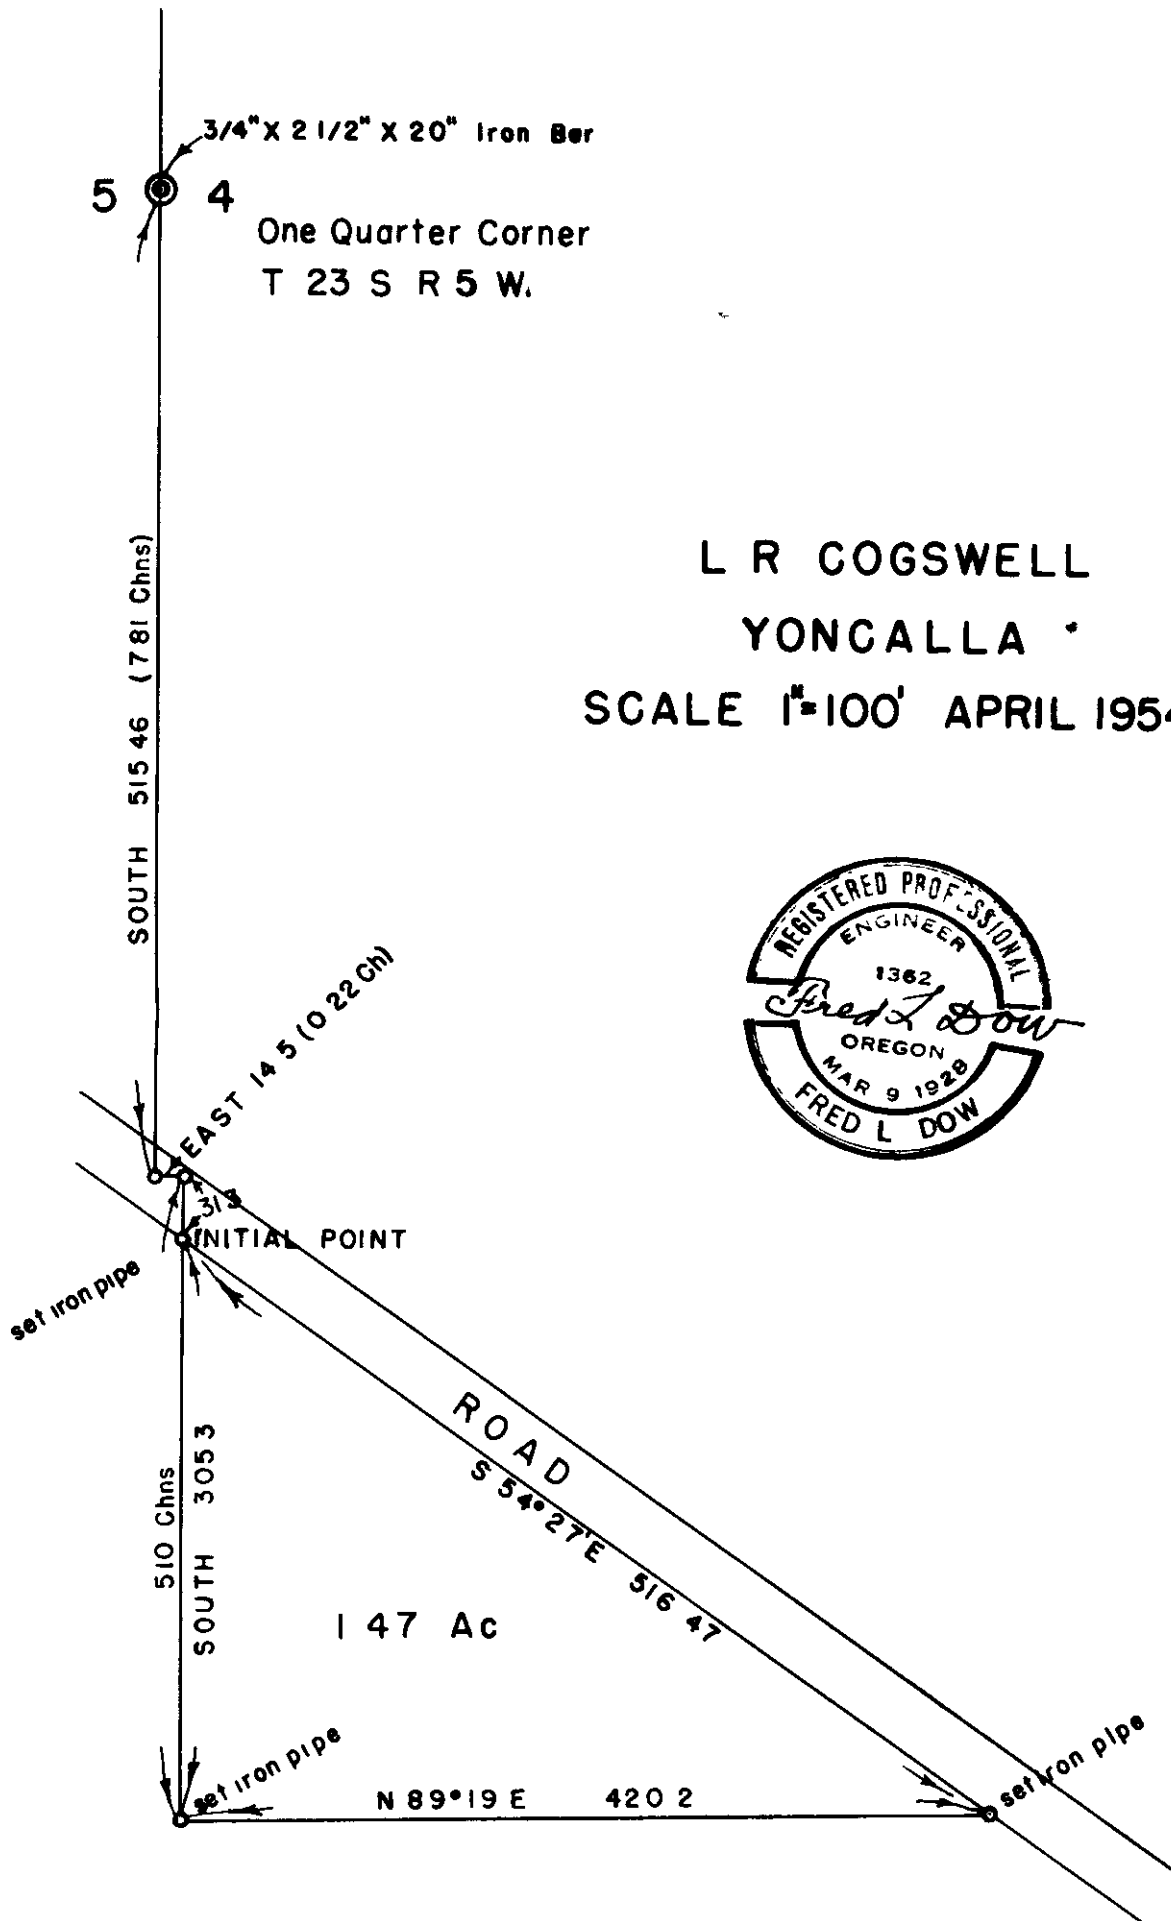 3/4" X 2 1/2" X 20" Iron Bar
5 4
One Quarter Corner
T 23 S R 5 W.
SOUTH 515 46 (7 81 Chns)
L R COGSWELL
YONCALLA
SCALE 1"=100' APRIL 1954
REGISTERED PROFESSIONAL
ENGINEER
1362
Fred L Dow
OREGON
MAR 9 1928
FRED L DOW
EAST 14 5 (0 22 Ch)
31 3
INITIAL POINT
set iron pipe
ROAD
S 54°27'E 516 47
510 Chns
SOUTH 305 3
1 47 Ac
set iron pipe
N 89°19 E 420 2
set iron pipe